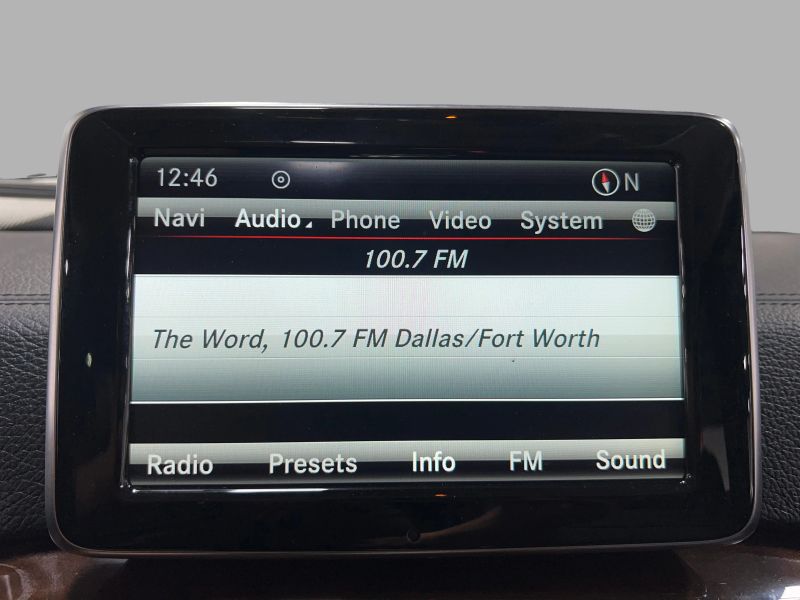 12:46 N
Navi Audio Phone Video System
100.7 FM
The Word, 100.7 FM Dallas/Fort Worth
Radio Presets Info FM Sound